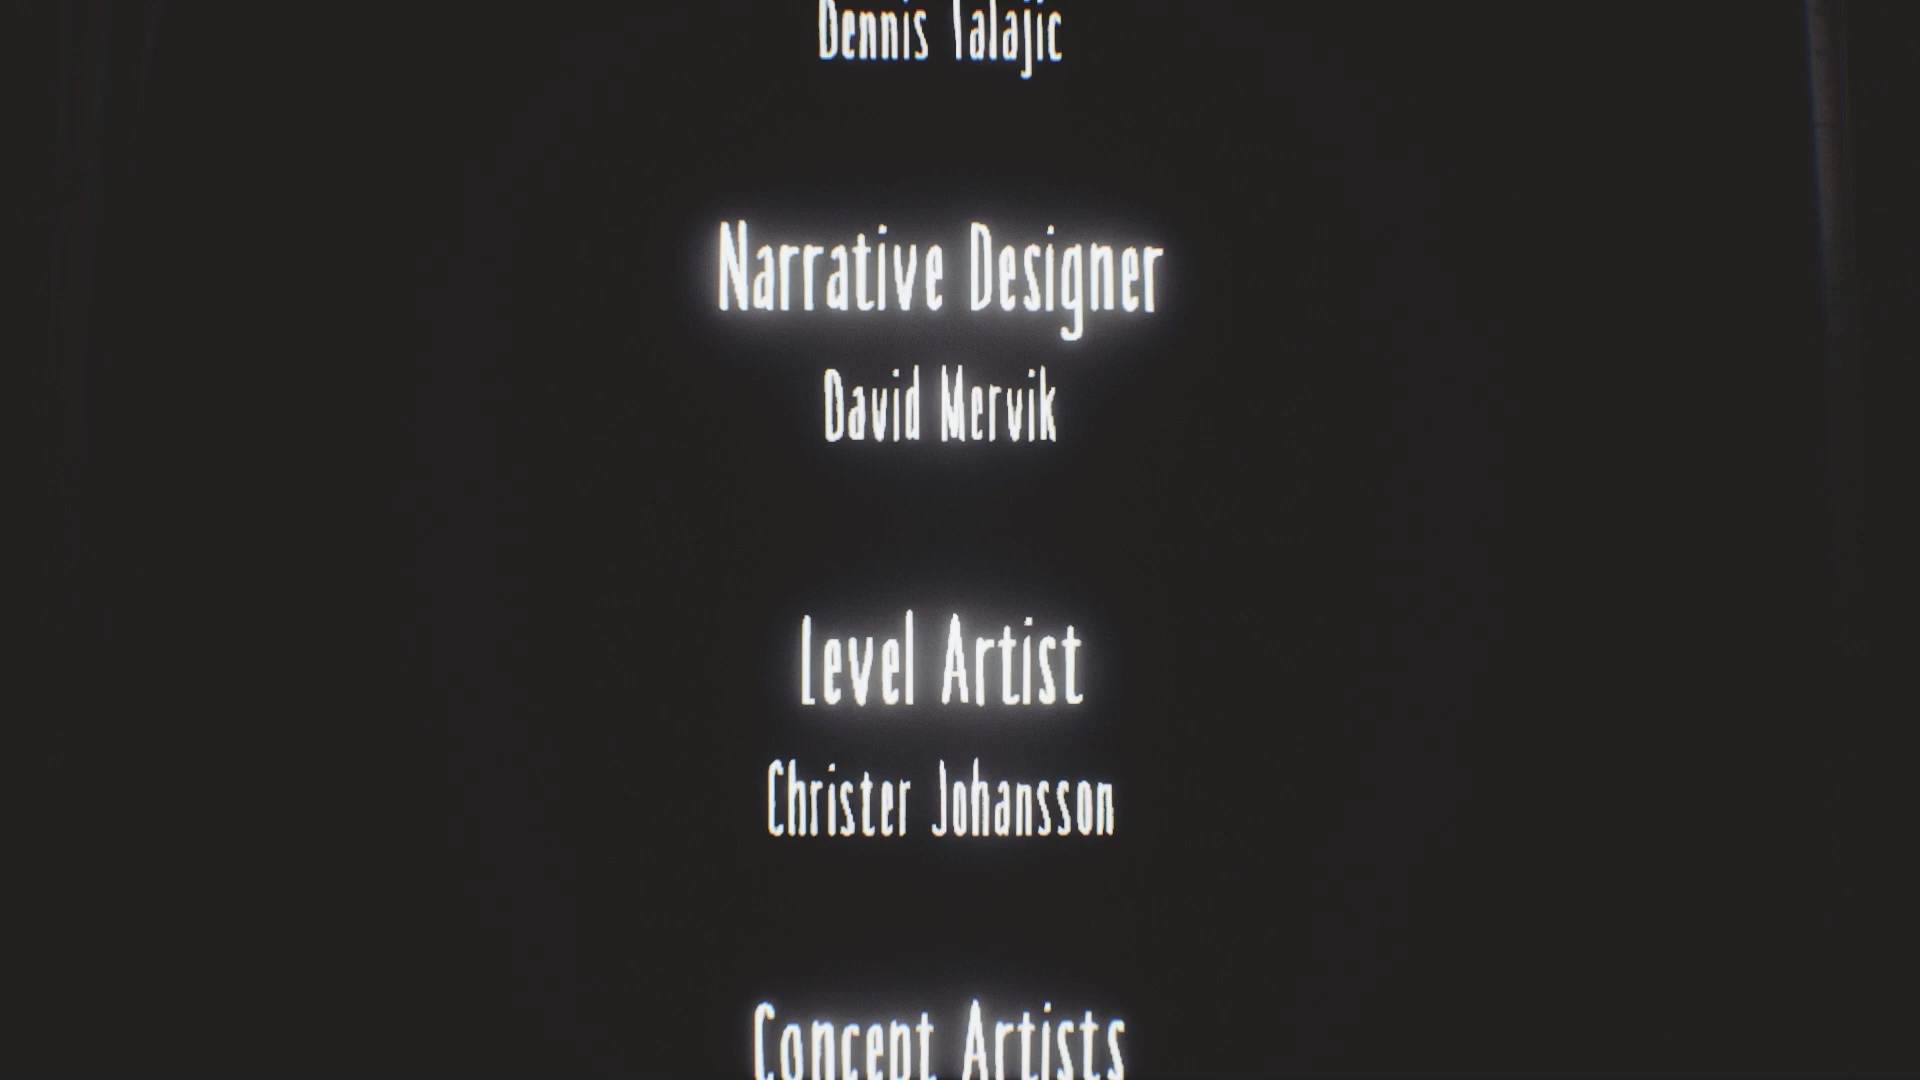 Dennis Talajic
Narrative Designer
David Mervik
Level Artist
Christer Johansson
Concept Artists